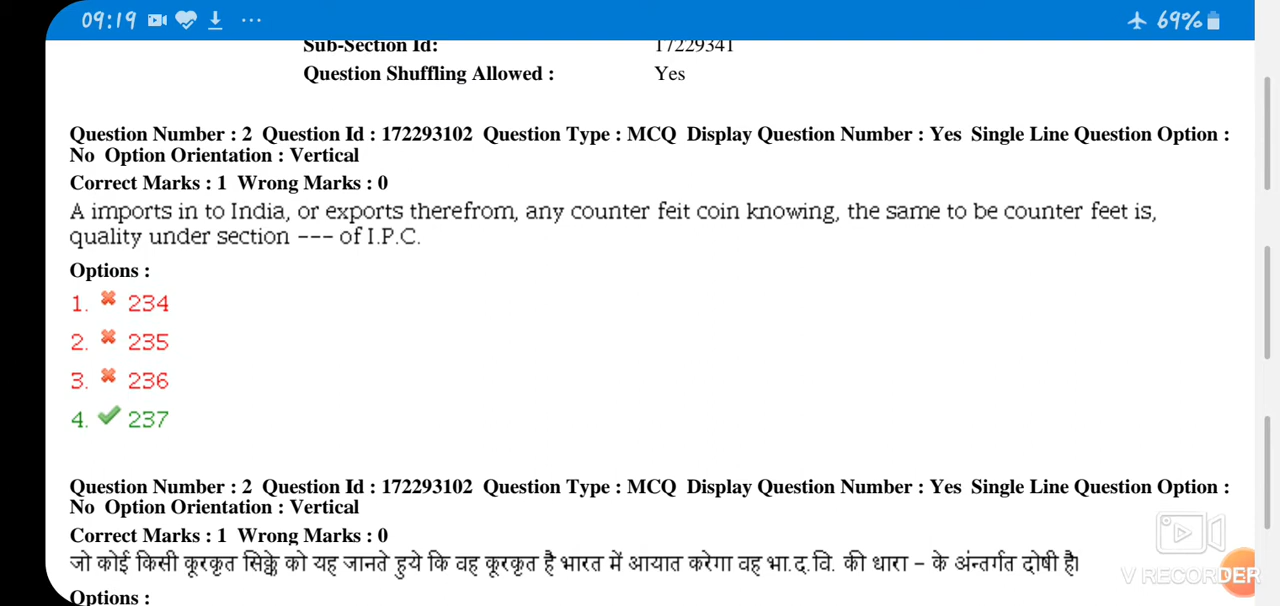 09:19 ... 69%
Sub-Section Id: 17229341
Question Shuffling Allowed : Yes
Question Number : 2 Question Id : 172293102 Question Type : MCQ Display Question Number : Yes Single Line Question Option :
No Option Orientation : Vertical
Correct Marks : 1 Wrong Marks : 0
A imports in to India, or exports therefrom, any counter feit coin knowing, the same to be counter feet is,
quality under section --- of I.P.C.
Options :
1. 234
2. 235
3. 236
4. 237
Question Number : 2 Question Id : 172293102 Question Type : MCQ Display Question Number : Yes Single Line Question Option :
No Option Orientation : Vertical
Correct Marks : 1 Wrong Marks : 0
जो कोई किसी कूरकृत सिक्के को यह जानते हुये कि वह कूरकृत है भारत में आयात करेगा वह भा.द.वि. की धारा – के अंन्तर्गत दोषी है।
Options :
V RECORDER